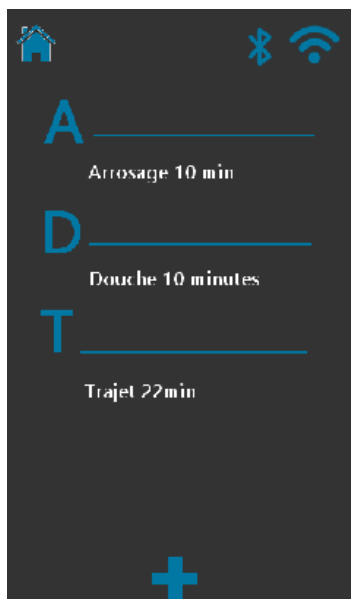 A
Arrosage 10 min
D
Douche 10 minutes
T
Trajet 22min